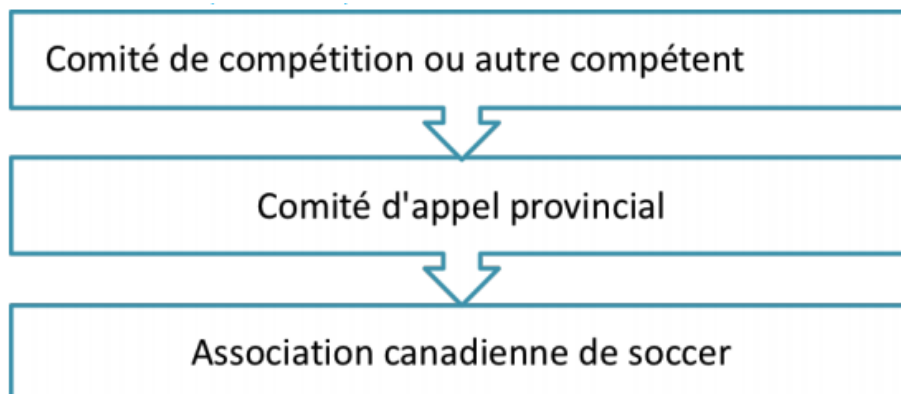 Comité de compétition ou autre compétent
Comité d'appel provincial
Association canadienne de soccer